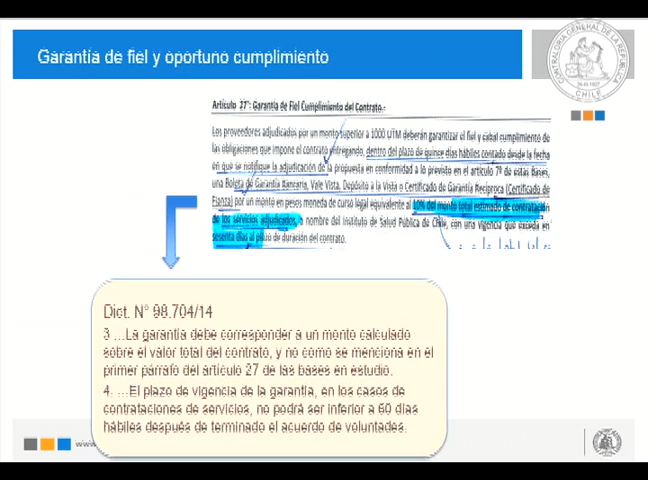 Garantía de fiel y oportuno cumplimiento
CONTRALORIA GENERAL DE LA REPUBLICA
CHILE
Artículo 27°: Garantía de Fiel Cumplimiento del Contrato.-
Los proveedores adjudicados por un monto superior a 1000 UTM deberán garantizar el fiel y cabal cumplimiento de
las obligaciones que impone el contrato entregando, dentro del plazo de quince días hábiles contado desde la fecha
en que se notifique la adjudicación de la propuesta en conformidad a lo previsto en el artículo 7º de estas bases,
una Boleta de Garantía Bancaria, Vale Vista, Depósito a la Vista o Certificado de Garantía Recíproca (Certificado de
Fianza) por un monto en pesos moneda de curso legal equivalente al 10% del monto total estimado de contratación
de los servicios adjudicados, a nombre del Instituto de Salud Pública de Chile, con una vigencia que exceda en
sesenta días al plazo de duración del contrato.
Dict. N° 98.704/14
3 ...La garantía debe corresponder a un monto calculado
sobre el valor total del contrato, y no como se menciona en el
primer párrafo del artículo 27 de las bases en estudio.
4. ...El plazo de vigencia de la garantía, en los casos de
contrataciones de servicios, no podrá ser inferior a 60 días
hábiles después de terminado el acuerdo de voluntades.
www.